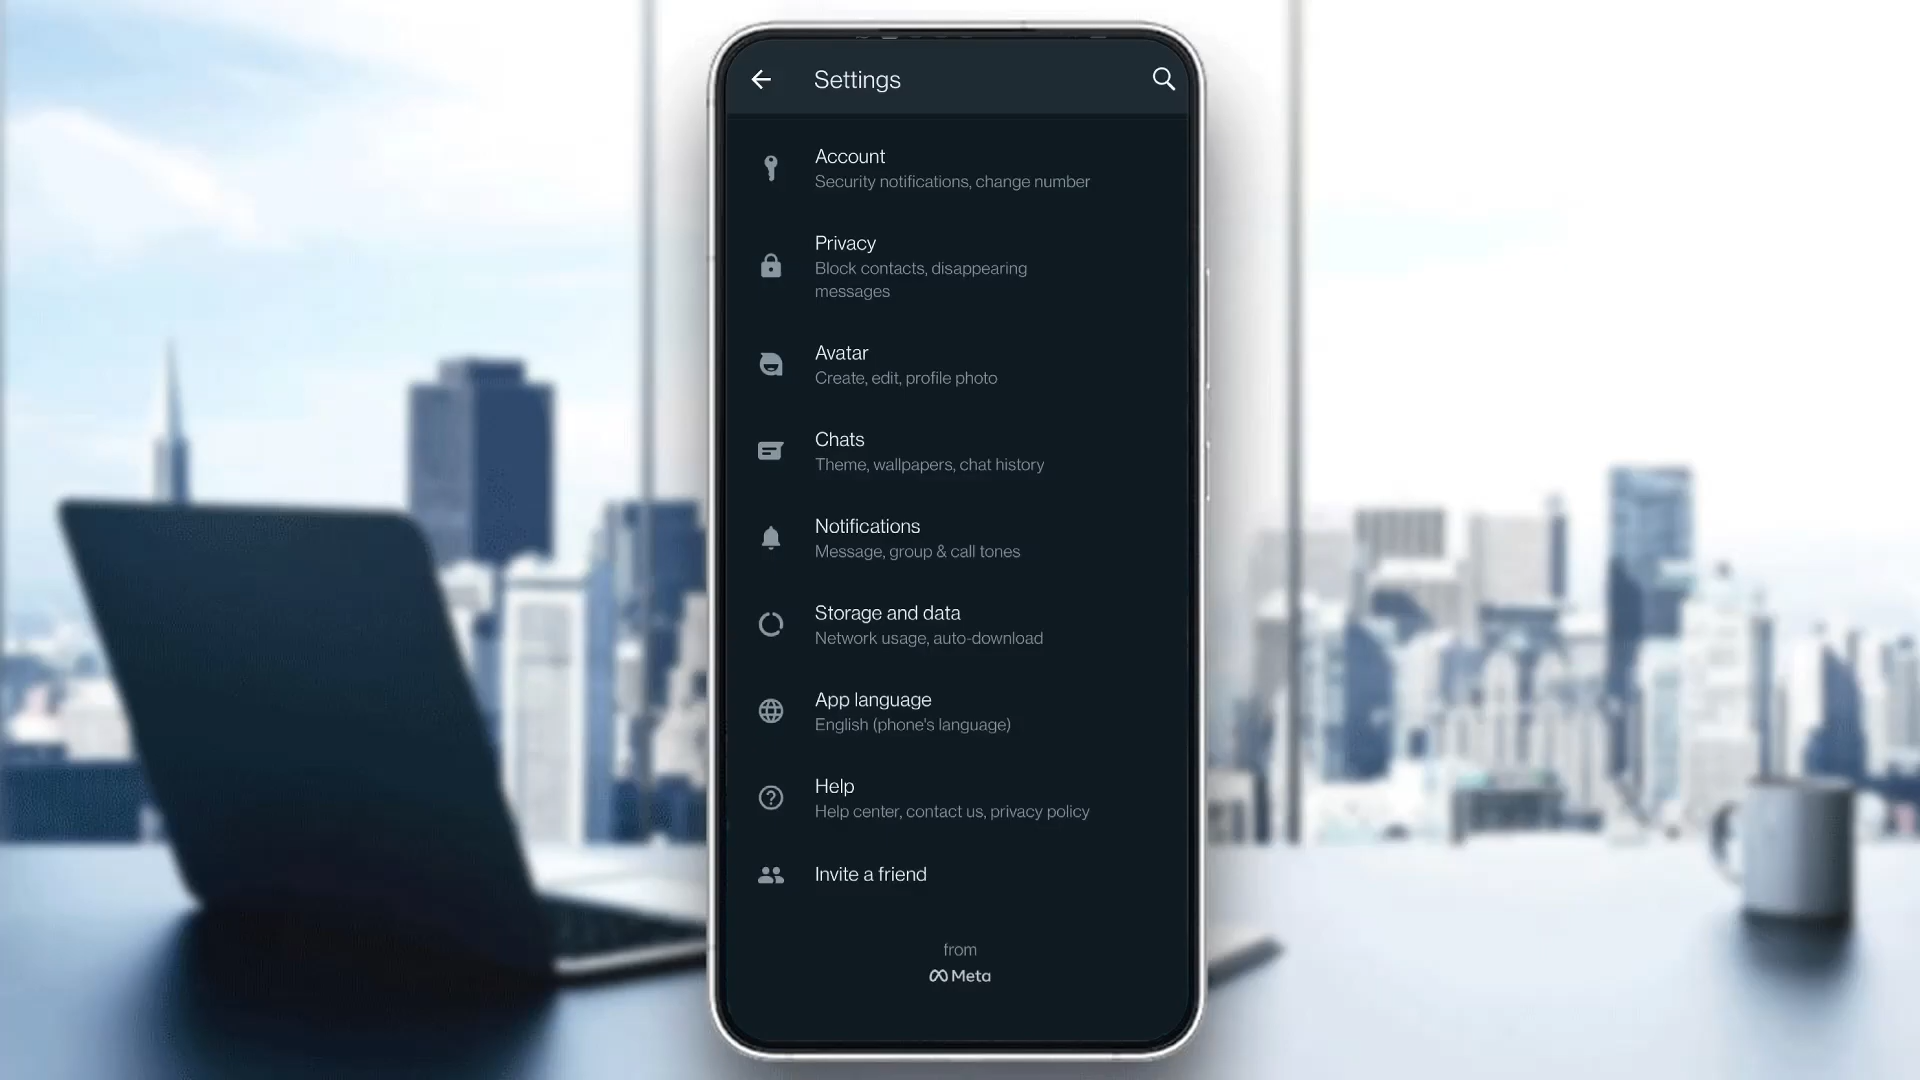 Settings
Account
Security notifications, change number
Privacy
Block contacts, disappearing
messages
Avatar
Create, edit, profile photo
Chats
Theme, wallpapers, chat history
Notifications
Message, group & call tones
Storage and data
Network usage, auto-download
App language
English (phone's language)
Help
Help center, contact us, privacy policy
Invite a friend
from
Meta